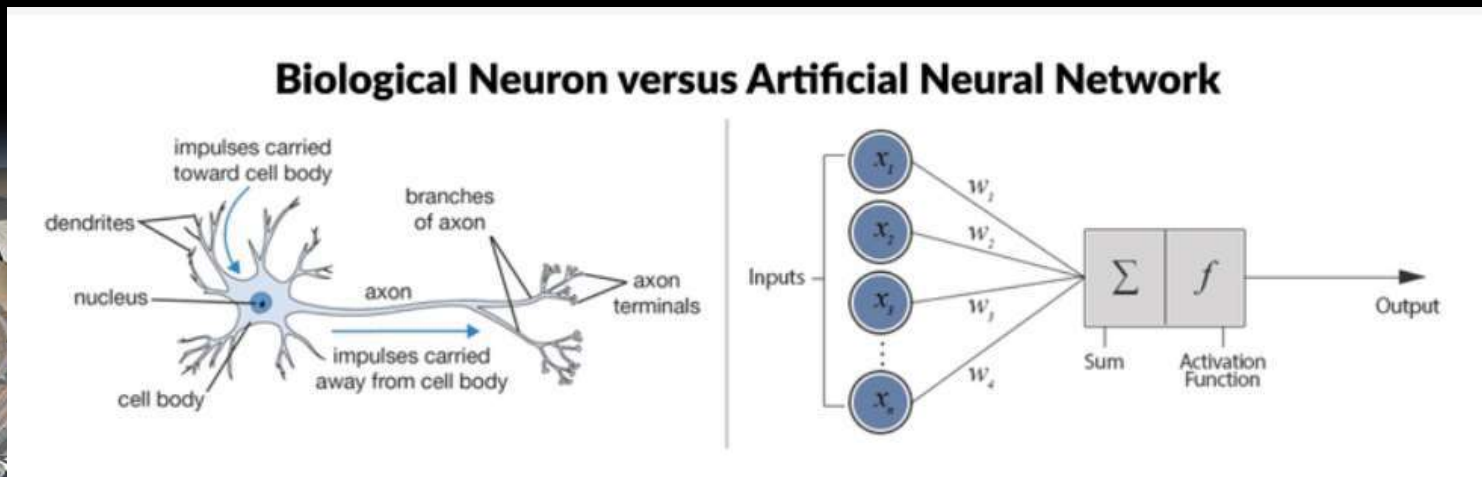 Biological Neuron versus Artificial Neural Network
impulses carried
toward cell body
dendrites
nucleus
cell body
axon
impulses carried
away from cell body
branches
of axon
axon
terminals
Inputs
x₁
x₂
x₃
xₙ
w₁
w₂
w₃
w₄
Σ
f
Sum
Activation
Function
Output